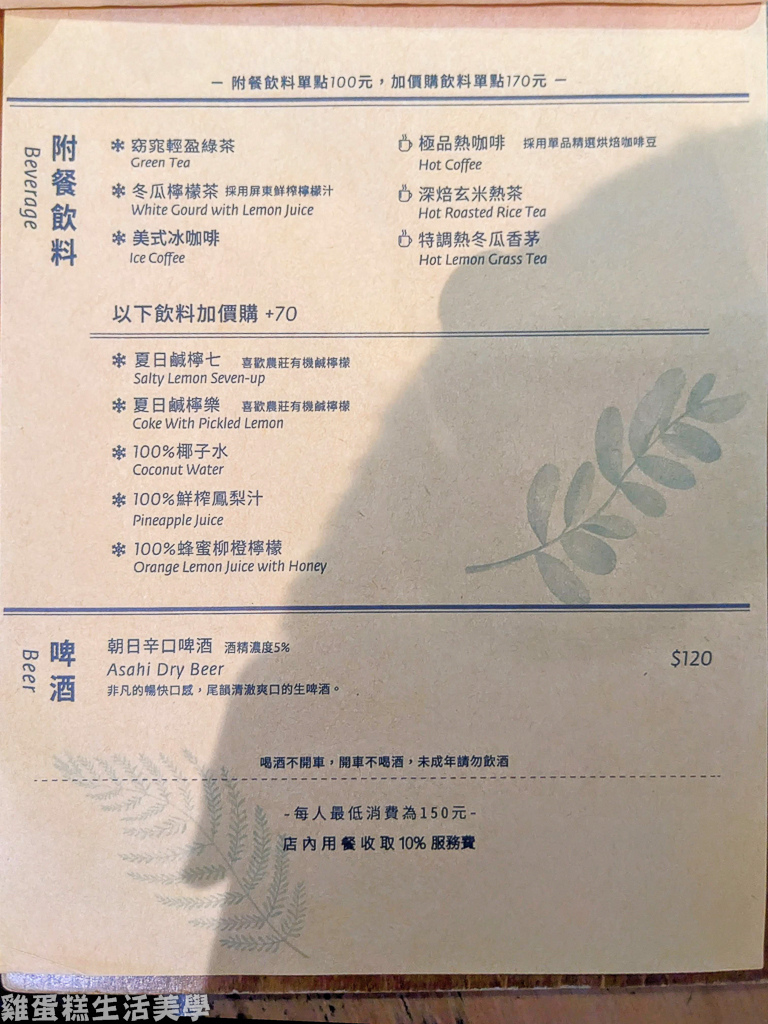 — 附餐飲料單點100元，加價購飲料單點170元 —
附餐飲料
Beverage
✻ 窈窕輕盈綠茶
Green Tea
✻ 冬瓜檸檬茶 採用屏東鮮榨檸檬汁
White Gourd with Lemon Juice
✻ 美式冰咖啡
Ice Coffee
極品熱咖啡 採用單品精選烘焙咖啡豆
Hot Coffee
深焙玄米熱茶
Hot Roasted Rice Tea
特調熱冬瓜香茅
Hot Lemon Grass Tea
以下飲料加價購 +70
✻ 夏日鹹檸七 喜歡農莊有機鹹檸檬
Salty Lemon Seven-up
✻ 夏日鹹檸樂 喜歡農莊有機鹹檸檬
Coke With Pickled Lemon
✻ 100%椰子水
Coconut Water
✻ 100%鮮榨鳳梨汁
Pineapple Juice
✻ 100%蜂蜜柳橙檸檬
Orange Lemon Juice with Honey
啤酒
Beer
朝日辛口啤酒 酒精濃度5%
Asahi Dry Beer
$120
非凡的暢快口感，尾韻清澈爽口的生啤酒。
喝酒不開車，開車不喝酒，未成年請勿飲酒
-每人最低消費為150元-
店內用餐收取10%服務費
雞蛋糕生活美學